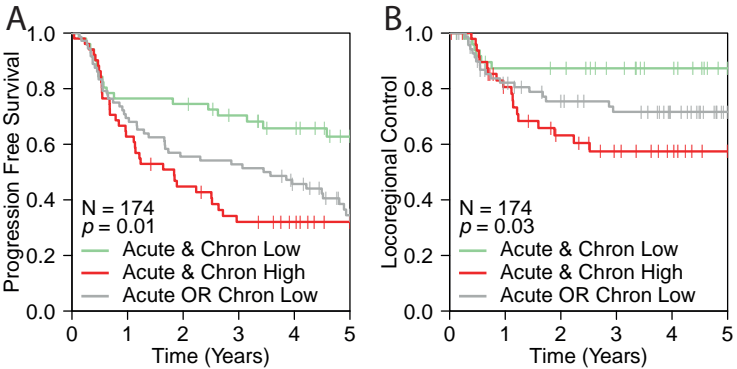 A
Progression Free Survival
1.0
0.8
0.6
0.4
0.2
0.0
N = 174
p = 0.01
Acute & Chron Low
Acute & Chron High
Acute OR Chron Low
0 1 2 3 4 5
Time (Years)
B
Locoregional Control
1.0
0.8
0.6
0.4
0.2
0.0
N = 174
p = 0.03
Acute & Chron Low
Acute & Chron High
Acute OR Chron Low
0 1 2 3 4 5
Time (Years)